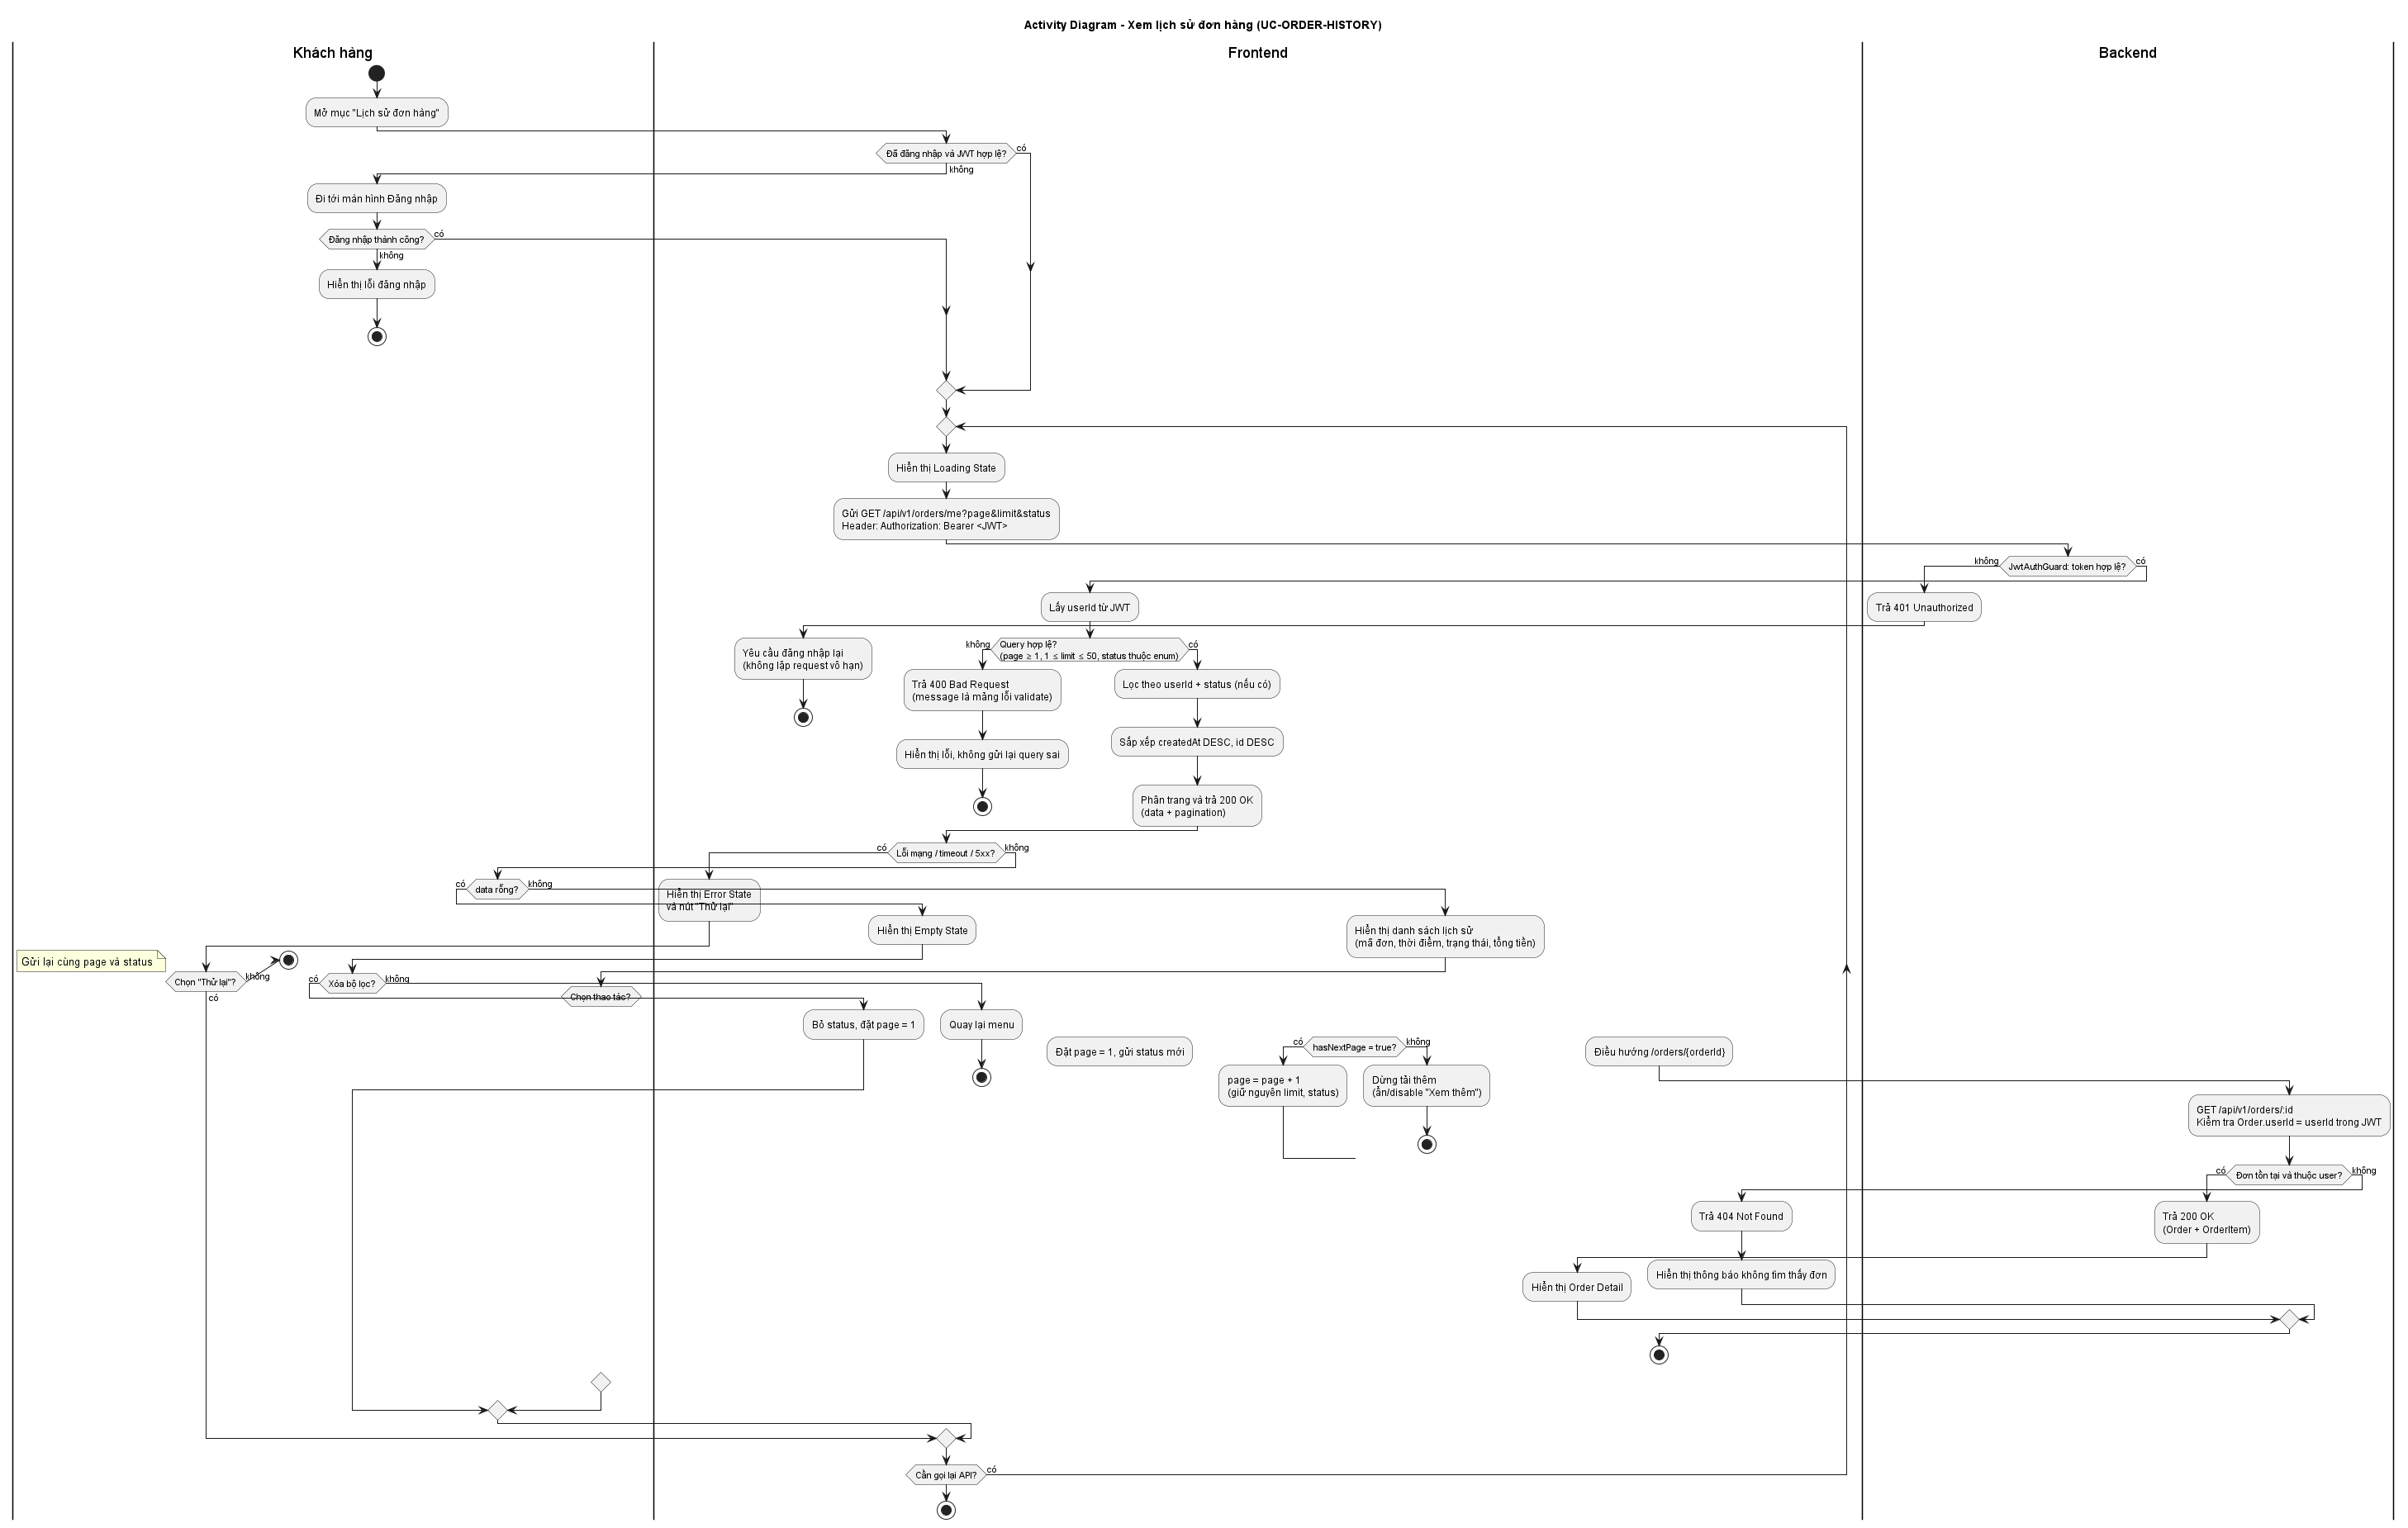 Activity Diagram - Xem lịch sử đơn hàng (UC-ORDER-HISTORY)
Khách hàng
Frontend
Backend
Mở mục "Lịch sử đơn hàng"
Đã đăng nhập và JWT hợp lệ?
có
không
Đi tới màn hình Đăng nhập
Đăng nhập thành công?
có
không
Hiển thị lỗi đăng nhập
Hiển thị Loading State
Gửi GET /api/v1/orders/me?page&limit&status
Header: Authorization: Bearer <JWT>
không
JwtAuthGuard: token hợp lệ?
có
Lấy userId từ JWT
Trả 401 Unauthorized
Yêu cầu đăng nhập lại
(không lặp request vô hạn)
không
Query hợp lệ?
(page ≥ 1, 1 ≤ limit ≤ 50, status thuộc enum)
có
Trả 400 Bad Request
(message là mảng lỗi validate)
Lọc theo userId + status (nếu có)
Sắp xếp createdAt DESC, id DESC
Hiển thị lỗi, không gửi lại query sai
Phân trang và trả 200 OK
(data + pagination)
có
Lỗi mạng / timeout / 5xx?
không
có
data rỗng?
không
Hiển thị Error State
và nút "Thử lại"
Hiển thị Empty State
Hiển thị danh sách lịch sử
(mã đơn, thời điểm, trạng thái, tổng tiền)
Gửi lại cùng page và status
Chọn "Thử lại"?
không
có
có
Xóa bộ lọc?
không
Chọn thao tác?
Bỏ status, đặt page = 1
Quay lại menu
Đặt page = 1, gửi status mới
có
hasNextPage = true?
không
Điều hướng /orders/{orderId}
page = page + 1
(giữ nguyên limit, status)
Dừng tải thêm
(ẩn/disable "Xem thêm")
GET /api/v1/orders/:id
Kiểm tra Order.userId = userId trong JWT
có
Đơn tồn tại và thuộc user?
không
Trả 404 Not Found
Trả 200 OK
(Order + OrderItem)
Hiển thị Order Detail
Hiển thị thông báo không tìm thấy đơn
Cần gọi lại API?
có